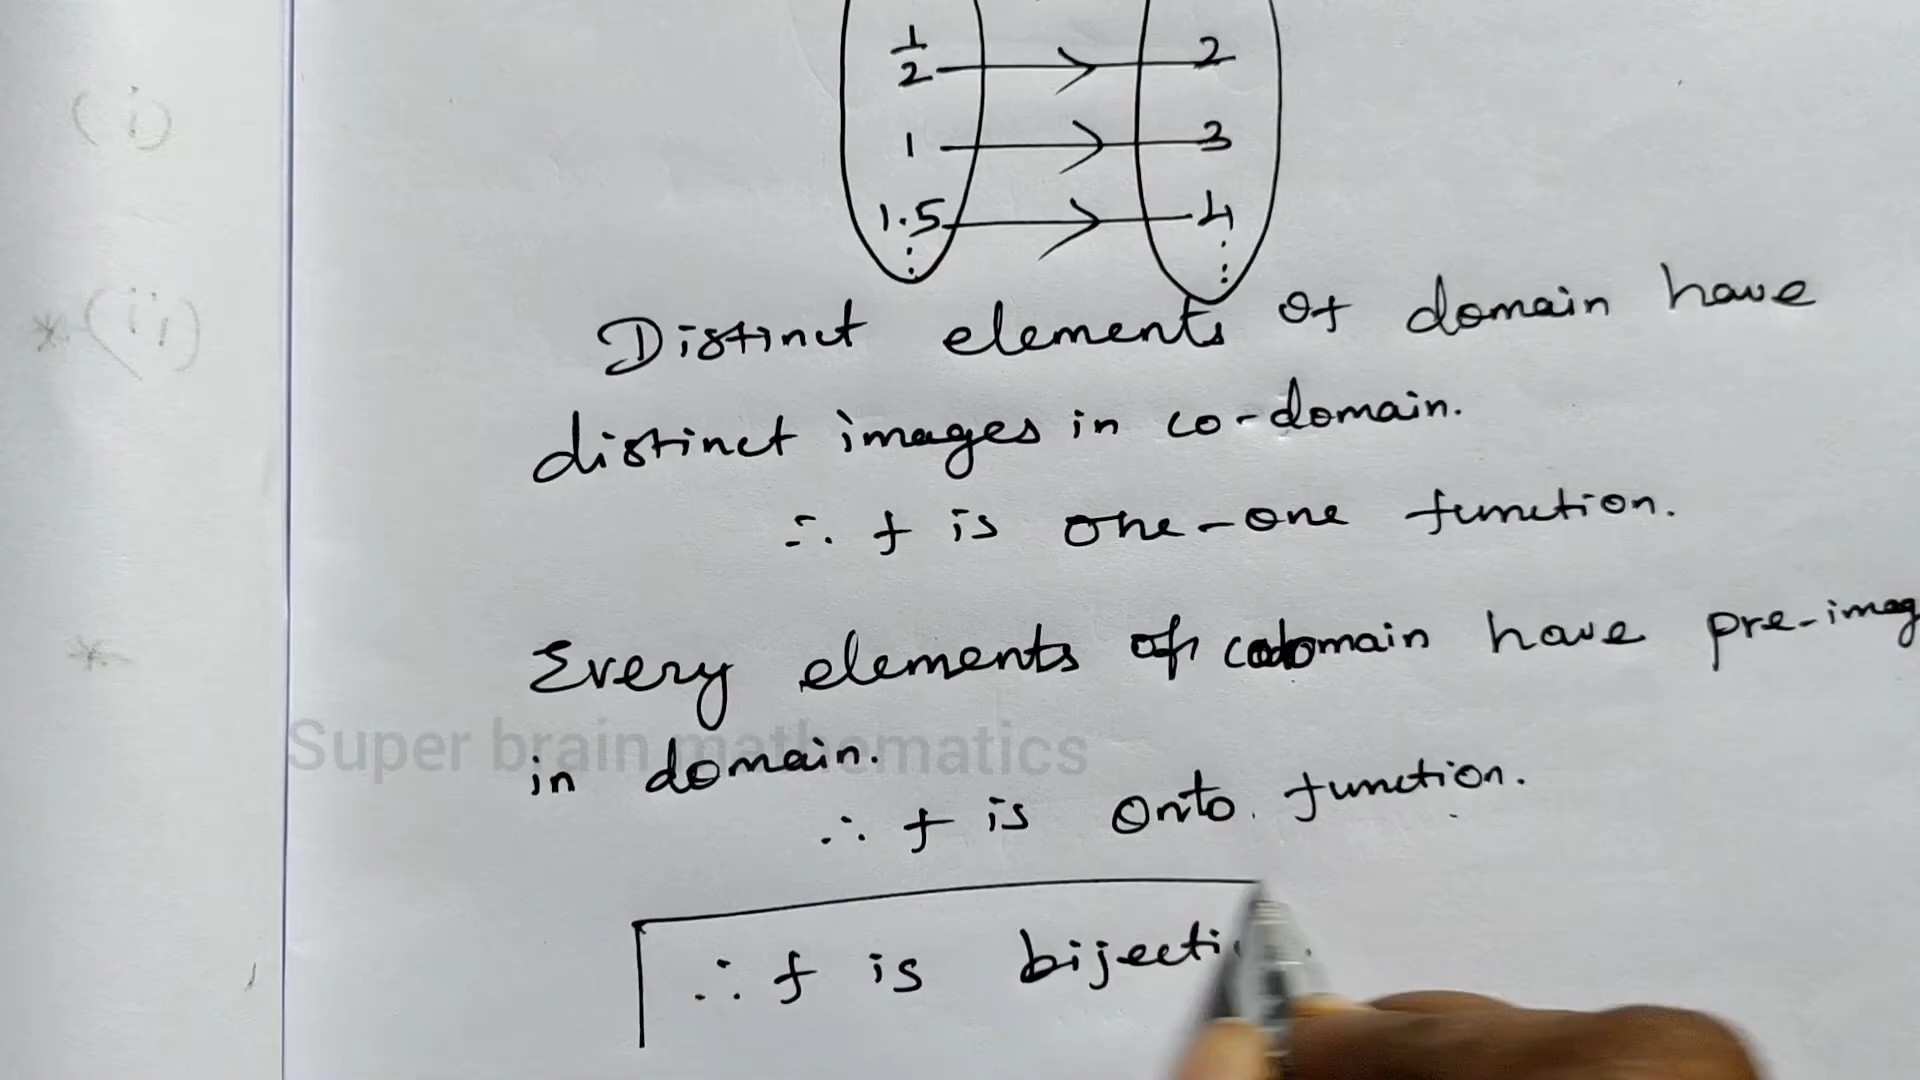 (i)
*(ii)
*
1/2 2
1 3
1.5 4
⋮ ⋮
Distinct elements of domain have
distinct images in co-domain.
∴ f is one-one function.
Every elements of codomain have pre-imag
in domain.
Super brain mathematics
∴ f is onto function.
∴ f is bijecti